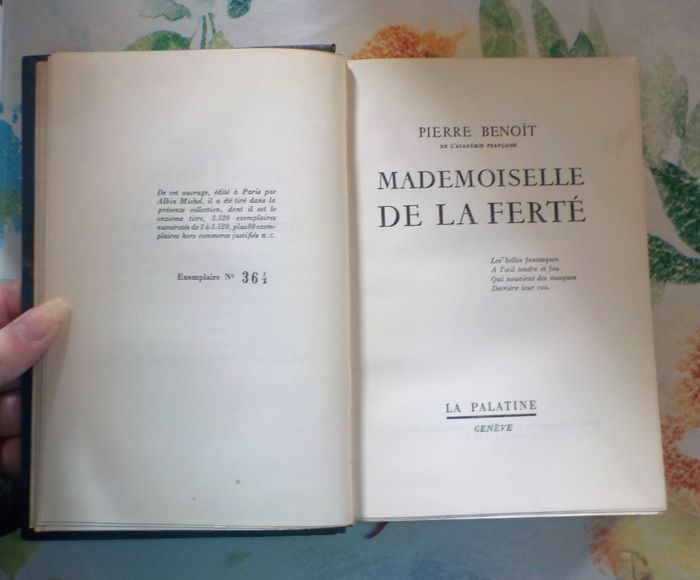 De cet ouvrage, édité à Paris par
Albin Michel, il a été tiré dans la
présente collection, dont il est le
onzième titre, 3.520 exemplaires
numérotés de 1 à 3.520, plus 80 exem-
plaires hors commerce justifiés H. C.
Exemplaire Nº 364
PIERRE BENOÎT
DE L'ACADÉMIE FRANÇAISE
MADEMOISELLE
DE LA FERTÉ
Les belles fantasques
A l'œil tendre et fou
Qui nouaient des masques
Derrière leur cou.
LA PALATINE
GENÈVE